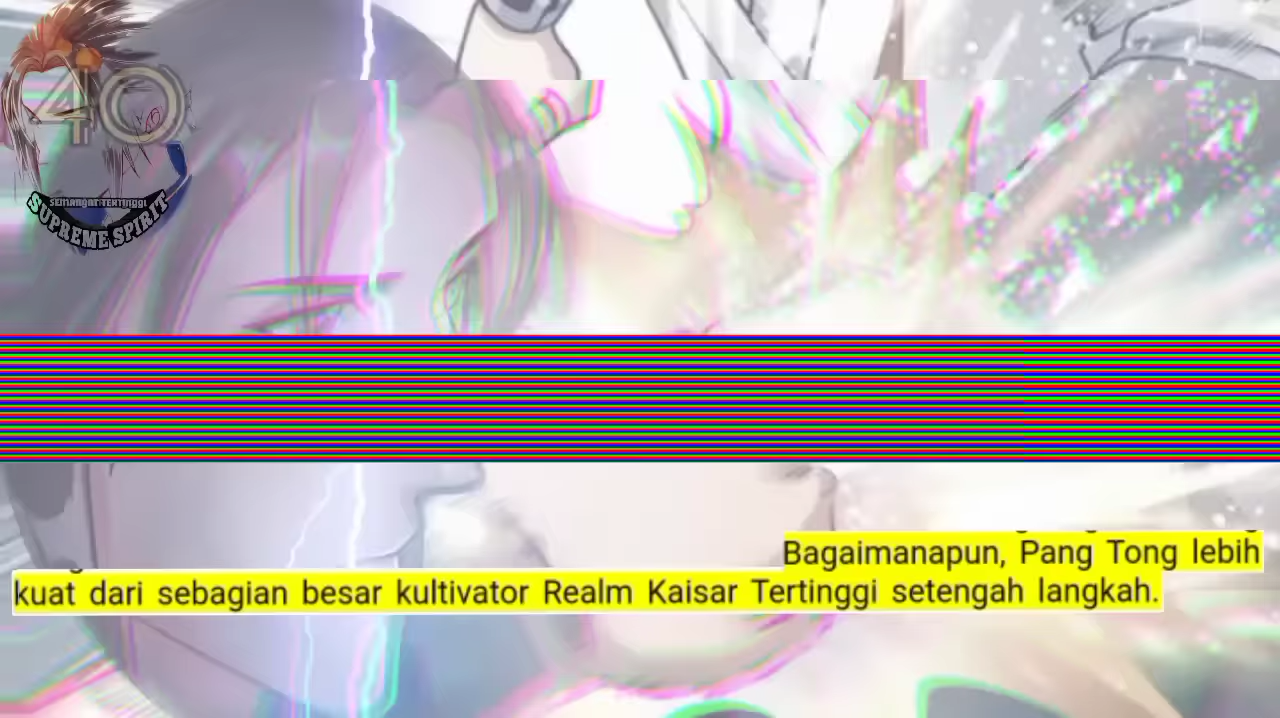 40
SEMANGAT TERTINGGI
SUPREME SPIRIT
Bagaimanapun, Pang Tong lebih
kuat dari sebagian besar kultivator Realm Kaisar Tertinggi setengah langkah.